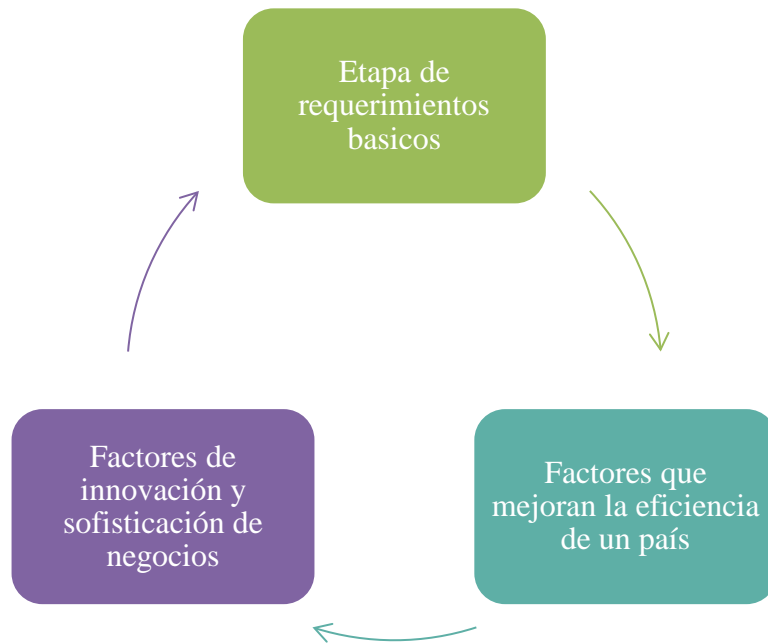 Etapa de
requerimientos
basicos
Factores que
mejoran la eficiencia
de un país
Factores de
innovación y
sofisticación de
negocios